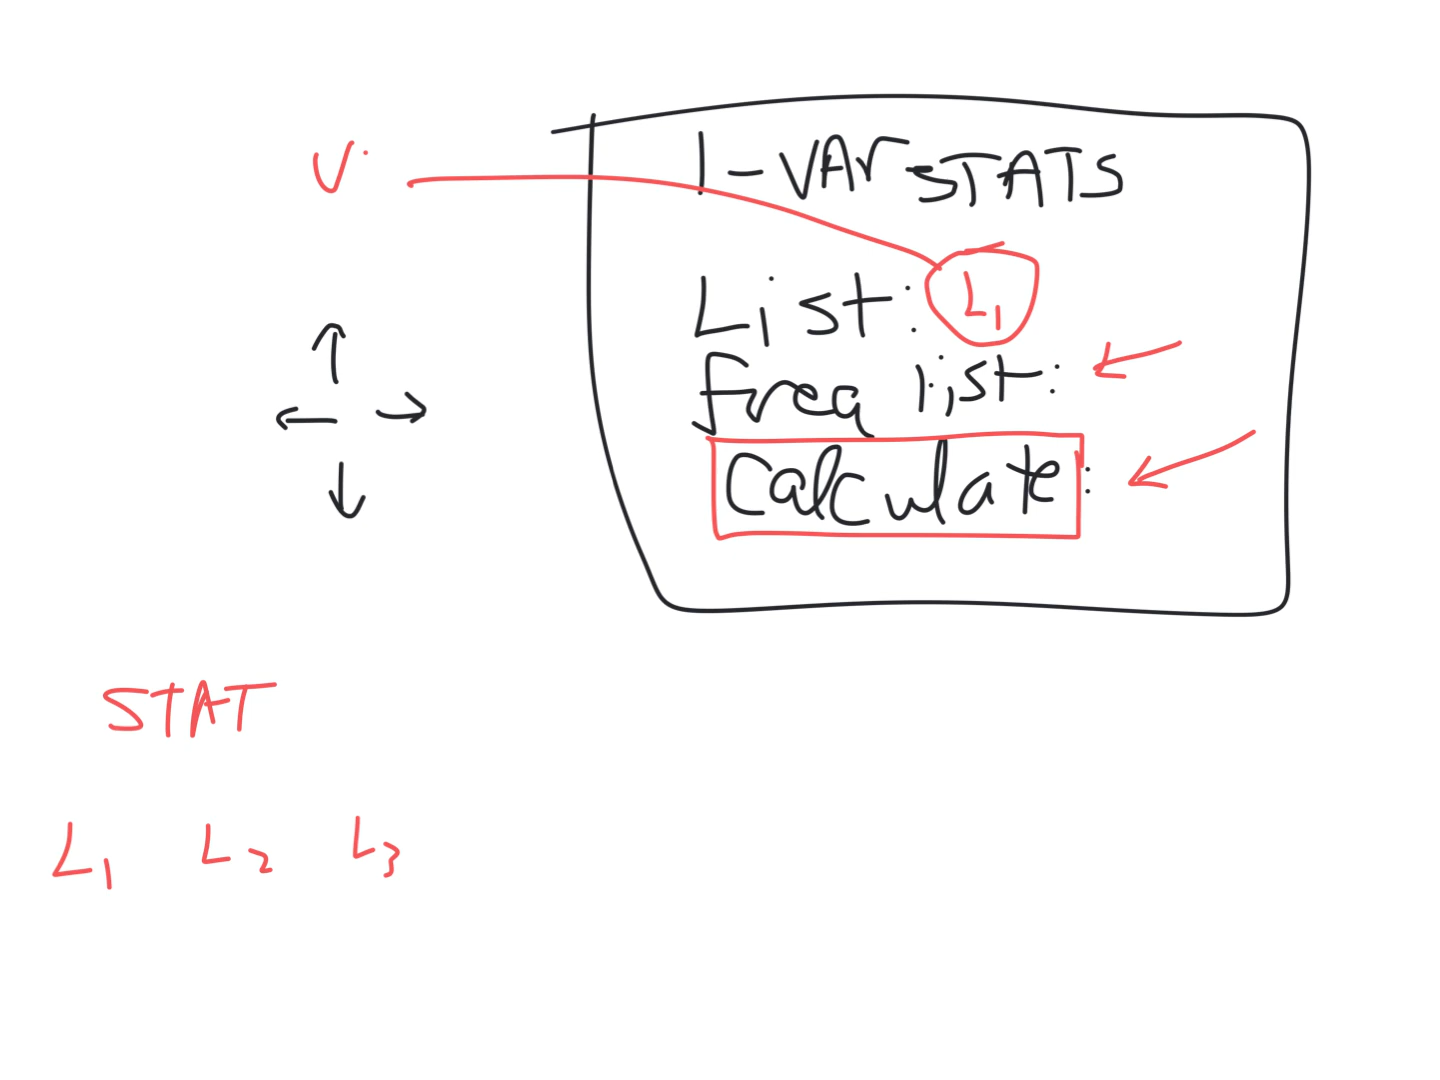 1-VAr-STATS
V.
List: L1
freq list:
Calculate:
STAT
L1 L2 L3